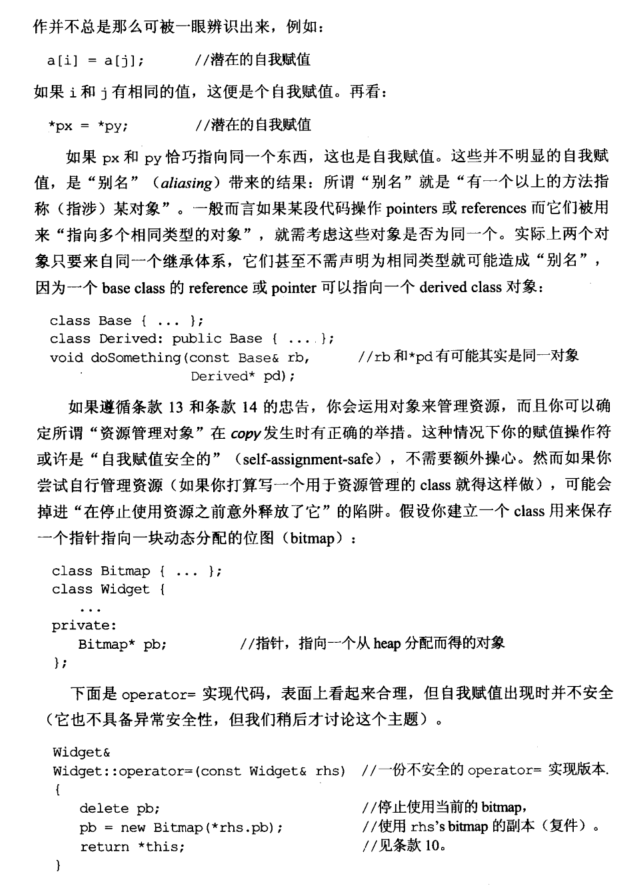 作并不总是那么可被一眼辨识出来，例如：
a[i] = a[j]; //潜在的自我赋值
如果 i 和 j 有相同的值，这便是个自我赋值。再看：
*px = *py; //潜在的自我赋值
如果 px 和 py 恰巧指向同一个东西，这也是自我赋值。这些并不明显的自我赋
值，是“别名”（aliasing）带来的结果：所谓“别名”就是“有一个以上的方法指
称（指涉）某对象”。一般而言如果某段代码操作 pointers 或 references 而它们被用
来“指向多个相同类型的对象”，就需考虑这些对象是否为同一个。实际上两个对
象只要来自同一个继承体系，它们甚至不需声明为相同类型就可能造成“别名”，
因为一个 base class 的 reference 或 pointer 可以指向一个 derived class 对象：
class Base { ... };
class Derived: public Base { ... };
void doSomething(const Base& rb, //rb 和*pd 有可能其实是同一对象
Derived* pd);
如果遵循条款 13 和条款 14 的忠告，你会运用对象来管理资源，而且你可以确
定所谓“资源管理对象”在 copy 发生时有正确的举措。这种情况下你的赋值操作符
或许是“自我赋值安全的”（self-assignment-safe），不需要额外操心。然而如果你
尝试自行管理资源（如果你打算写一个用于资源管理的 class 就得这样做），可能会
掉进“在停止使用资源之前意外释放了它”的陷阱。假设你建立一个 class 用来保存
一个指针指向一块动态分配的位图（bitmap）：
class Bitmap { ... };
class Widget {
...
private:
Bitmap* pb; //指针，指向一个从 heap 分配而得的对象
};
下面是 operator= 实现代码，表面上看起来合理，但自我赋值出现时并不安全
（它也不具备异常安全性，但我们稍后才讨论这个主题）。
Widget&
Widget::operator=(const Widget& rhs) //一份不安全的 operator= 实现版本.
{
delete pb; //停止使用当前的 bitmap,
pb = new Bitmap(*rhs.pb); //使用 rhs's bitmap 的副本（复件）。
return *this; //见条款 10。
}